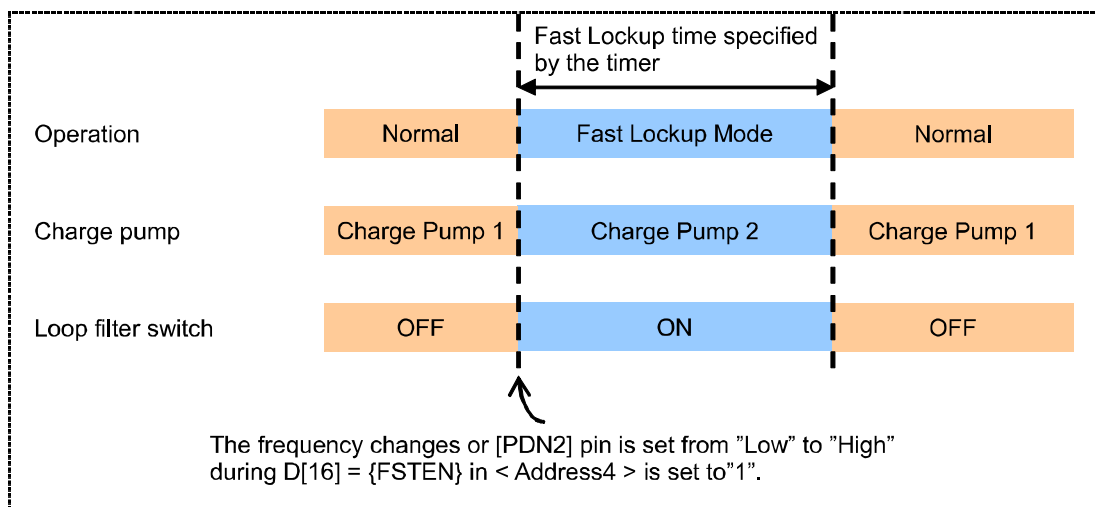 Fast Lockup time specified
by the timer
Operation
Normal
Fast Lockup Mode
Normal
Charge pump
Charge Pump 1
Charge Pump 2
Charge Pump 1
Loop filter switch
OFF
ON
OFF
The frequency changes or [PDN2] pin is set from ”Low” to ”High”
during D[16] = {FSTEN} in < Address4 > is set to”1”.